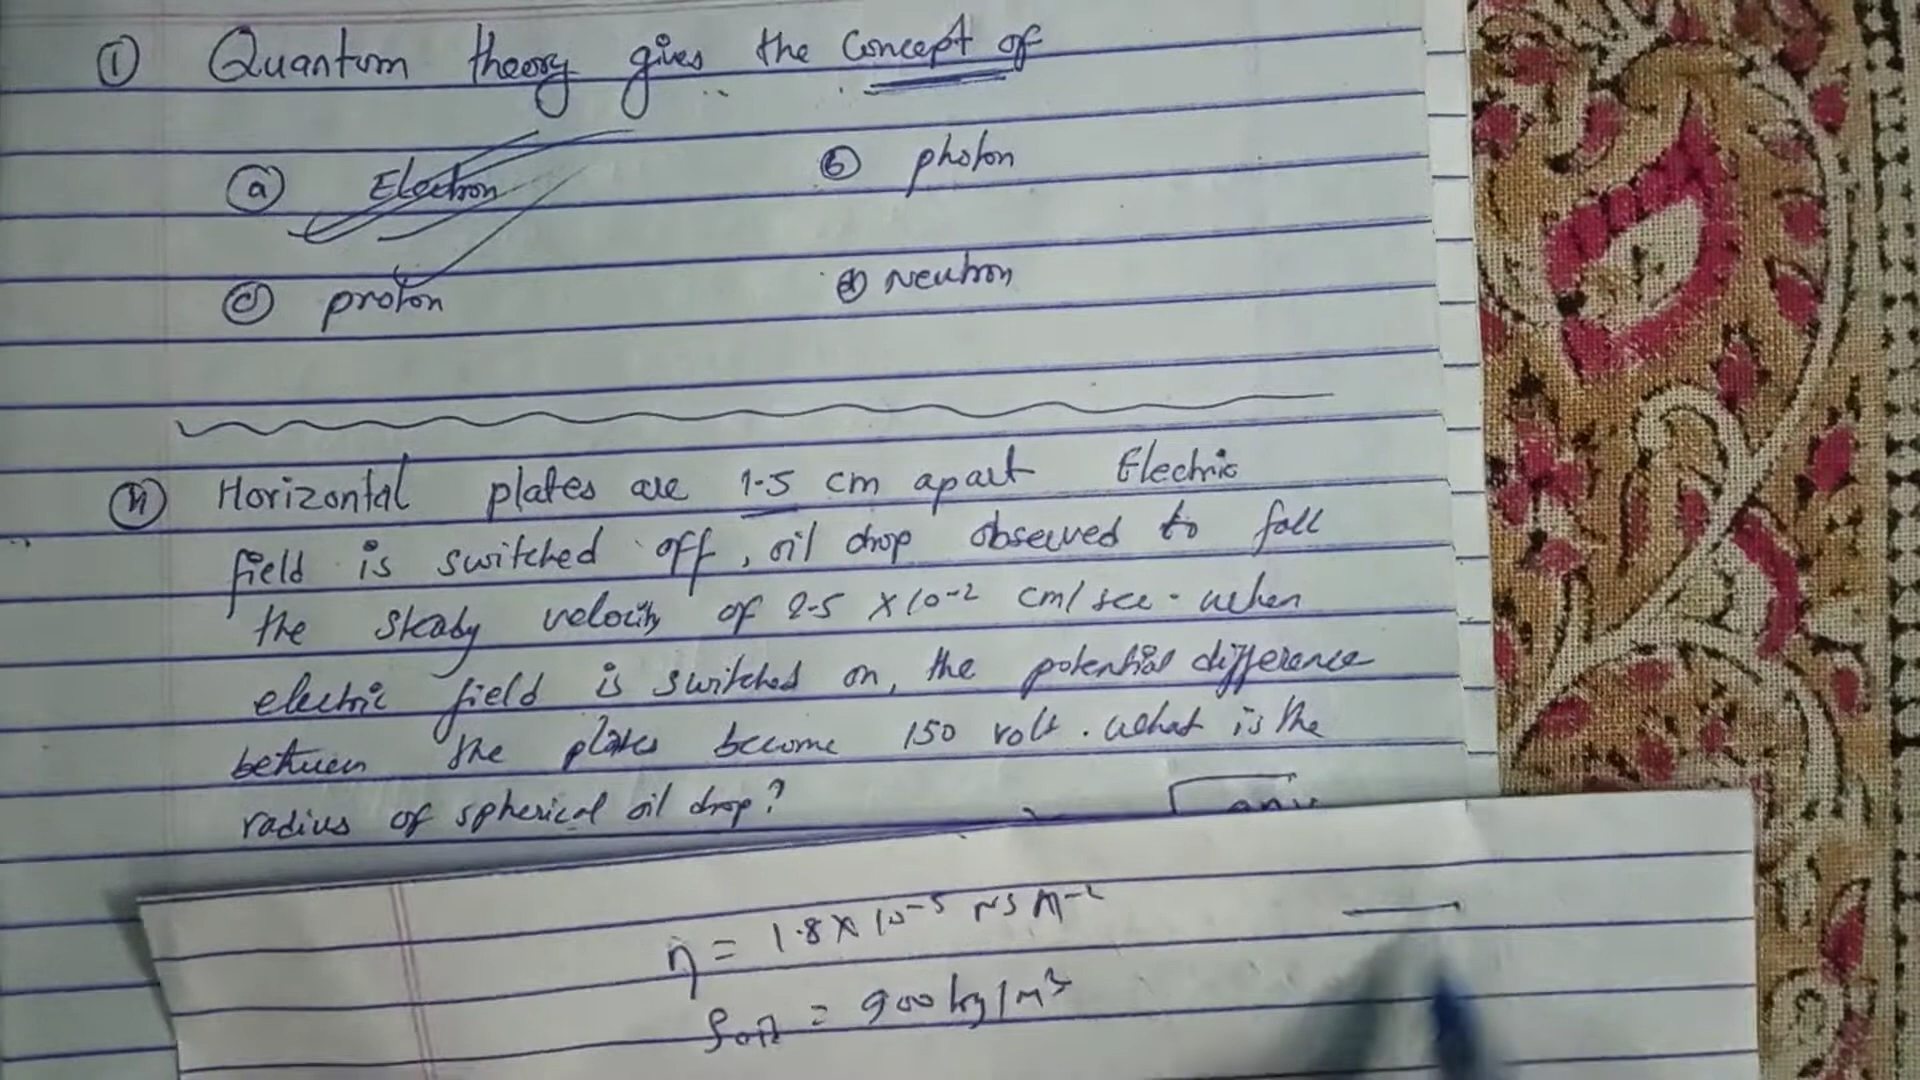 ① Quantum theory gives the concept of
ⓐ Electron ⓑ photon
ⓒ proton ⓓ Neutron
Horizontal plates are 1.5 cm apart Electric
field is switched off, oil drop observed to fall
the steady velocity of 2.5 × 10-2 cm/sec. when
electric field is switched on, the potential difference
between the plates become 150 volt. what is the
radius of spherical oil drop?
η = 1.8 × 10-5 NS M-2
ρoil = 900 kg/m3